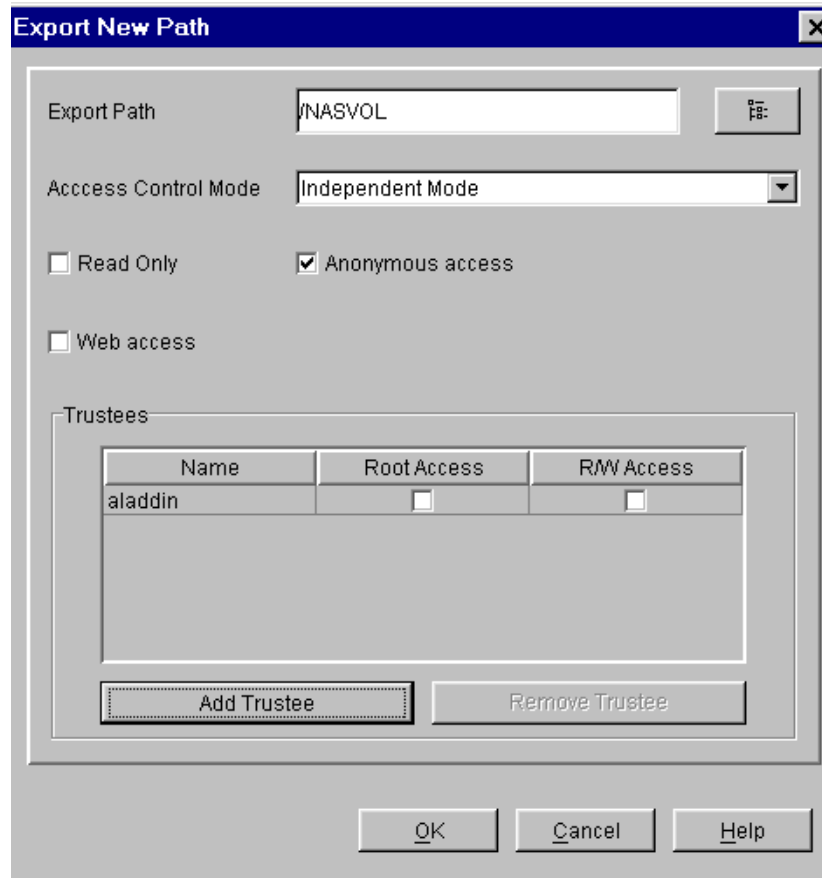 Export New Path
Export Path /NASVOL
Acccess Control Mode Independent Mode
Read Only Anonymous access
Web access
Trustees
Name Root Access R/W Access
aladdin
Add Trustee Remove Trustee
OK Cancel Help